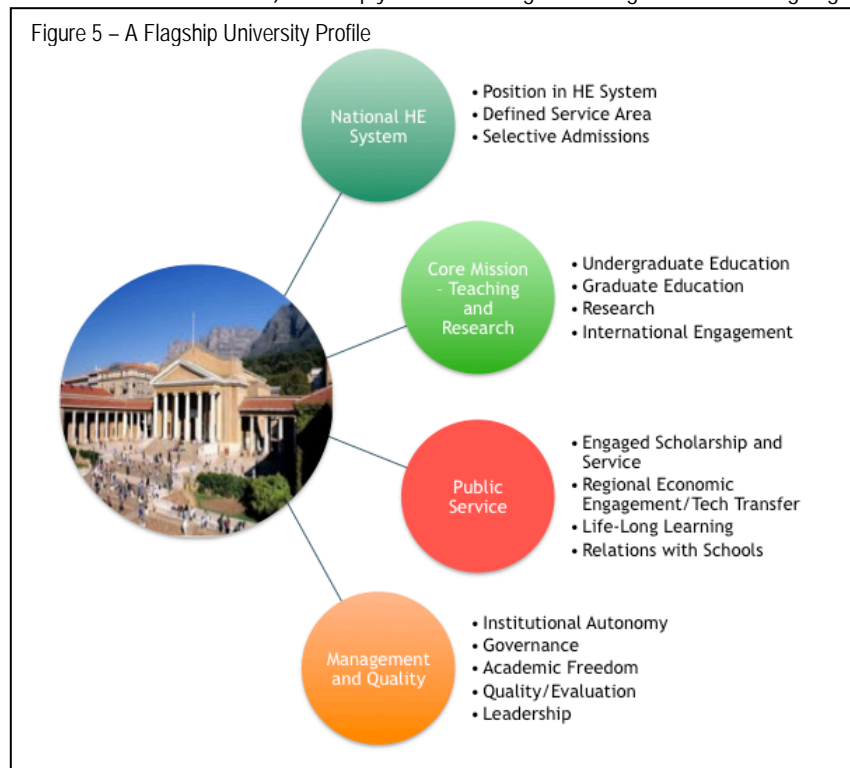 Figure 5 – A Flagship University Profile
National HE
System
• Position in HE System
• Defined Service Area
• Selective Admissions
Core Mission
- Teaching
and
Research
• Undergraduate Education
• Graduate Education
• Research
• International Engagement
Public
Service
• Engaged Scholarship and
Service
• Regional Economic
Engagement/Tech Transfer
• Life-Long Learning
• Relations with Schools
Management
and Quality
• Institutional Autonomy
• Governance
• Academic Freedom
• Quality/Evaluation
• Leadership